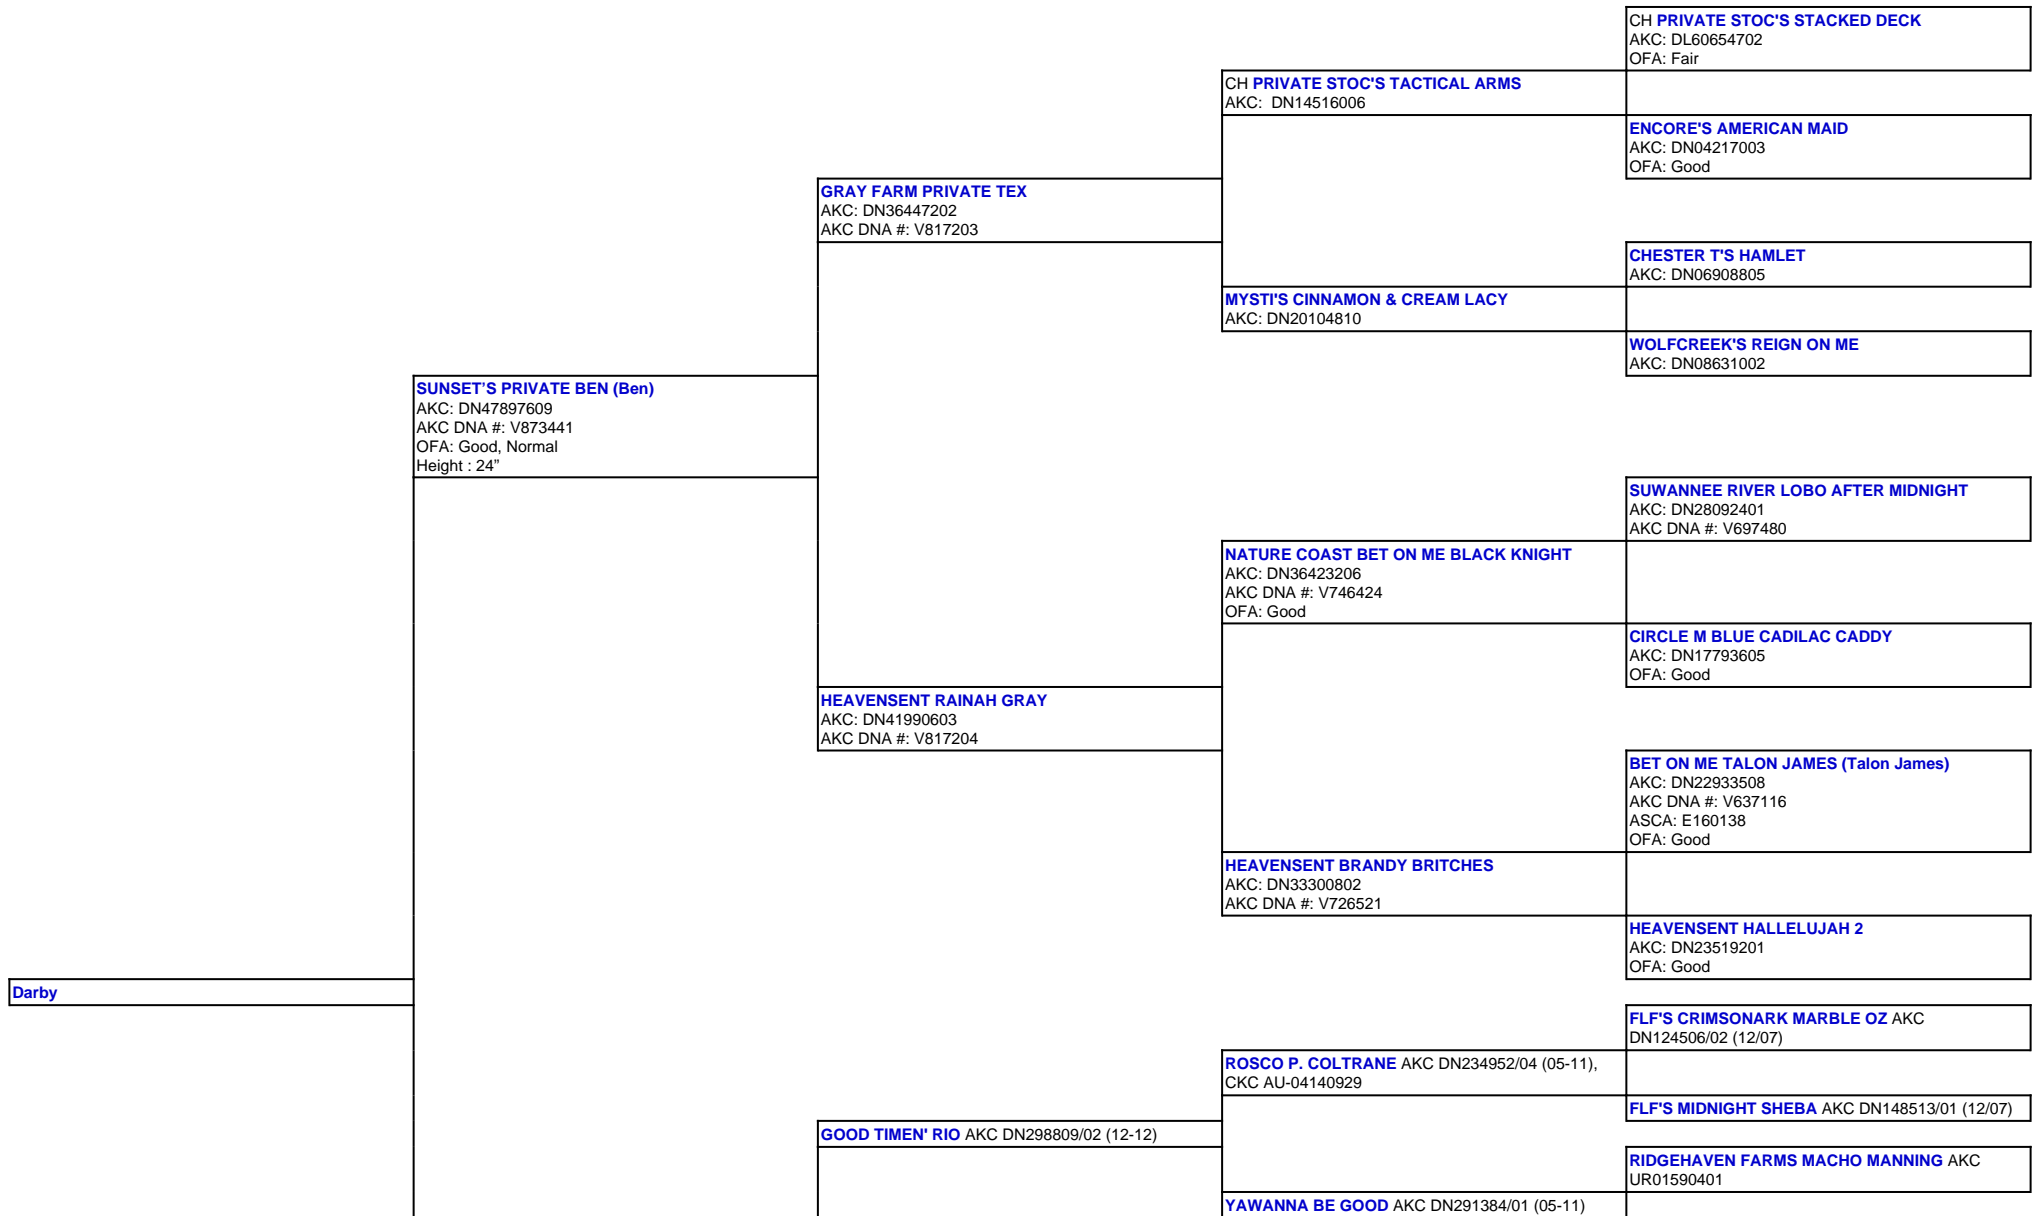 CH PRIVATE STOC'S STACKED DECK
AKC: DL60654702
OFA: Fair
CH PRIVATE STOC'S TACTICAL ARMS
AKC: DN14516006
ENCORE'S AMERICAN MAID
AKC: DN04217003
OFA: Good
GRAY FARM PRIVATE TEX
AKC: DN36447202
AKC DNA #: V817203
CHESTER T'S HAMLET
AKC: DN06908805
MYSTI'S CINNAMON & CREAM LACY
AKC: DN20104810
WOLFCREEK'S REIGN ON ME
AKC: DN08631002
SUNSET’S PRIVATE BEN (Ben)
AKC: DN47897609
AKC DNA #: V873441
OFA: Good, Normal
Height : 24”
SUWANNEE RIVER LOBO AFTER MIDNIGHT
AKC: DN28092401
AKC DNA #: V697480
NATURE COAST BET ON ME BLACK KNIGHT
AKC: DN36423206
AKC DNA #: V746424
OFA: Good
CIRCLE M BLUE CADILAC CADDY
AKC: DN17793605
OFA: Good
HEAVENSENT RAINAH GRAY
AKC: DN41990603
AKC DNA #: V817204
BET ON ME TALON JAMES (Talon James)
AKC: DN22933508
AKC DNA #: V637116
ASCA: E160138
OFA: Good
HEAVENSENT BRANDY BRITCHES
AKC: DN33300802
AKC DNA #: V726521
HEAVENSENT HALLELUJAH 2
AKC: DN23519201
OFA: Good
Darby
FLF'S CRIMSONARK MARBLE OZ AKC
DN124506/02 (12/07)
ROSCO P. COLTRANE AKC DN234952/04 (05-11),
CKC AU-04140929
FLF'S MIDNIGHT SHEBA AKC DN148513/01 (12/07)
GOOD TIMEN' RIO AKC DN298809/02 (12-12)
RIDGEHAVEN FARMS MACHO MANNING AKC
UR01590401
YAWANNA BE GOOD AKC DN291384/01 (05-11)